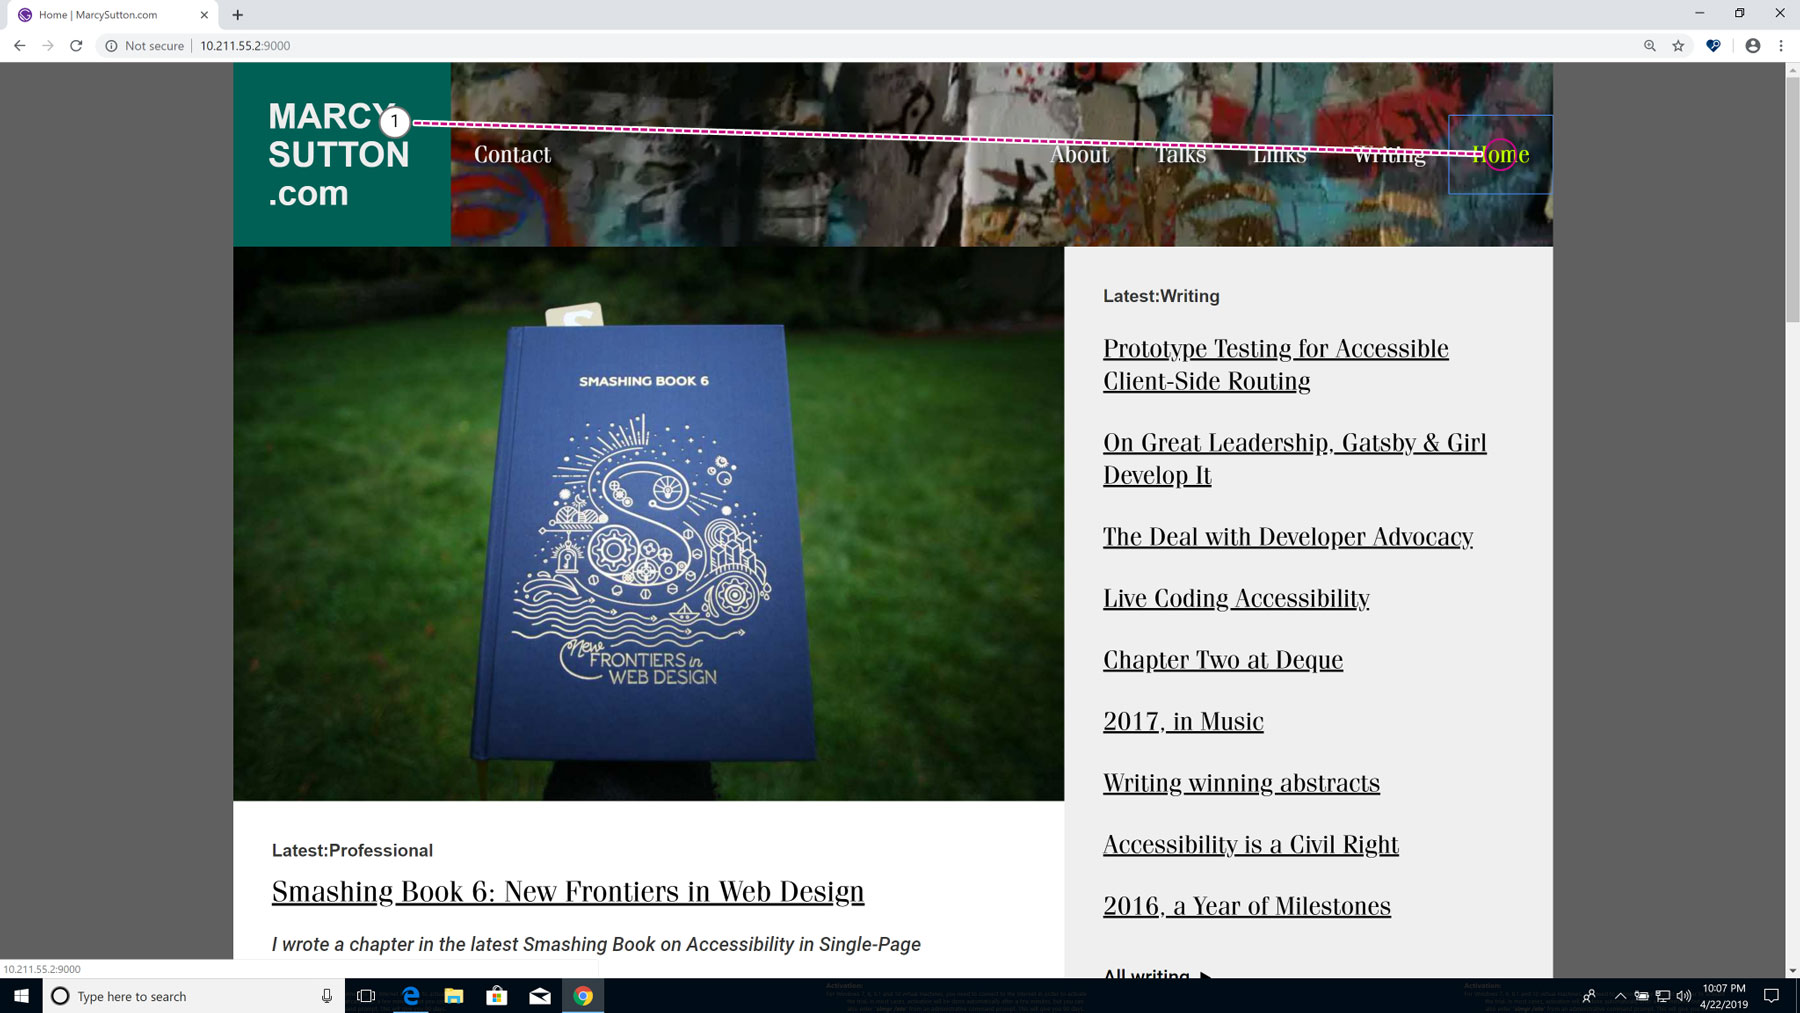 Home | MarcySutton.com
Not secure
10.211.55.2:9000
MARCY
SUTTON
.com
1
Contact
About
Talks
Links
Writing
Home
SMASHING BOOK 6
New
FRONTIERS in
WEB DESIGN
Latest:Professional
Smashing Book 6: New Frontiers in Web Design
I wrote a chapter in the latest Smashing Book on Accessibility in Single-Page
Latest:Writing
Prototype Testing for Accessible
Client-Side Routing
On Great Leadership, Gatsby & Girl
Develop It
The Deal with Developer Advocacy
Live Coding Accessibility
Chapter Two at Deque
2017, in Music
Writing winning abstracts
Accessibility is a Civil Right
2016, a Year of Milestones
All writing
10.211.55.2:9000
Type here to search
10:07 PM
4/22/2019